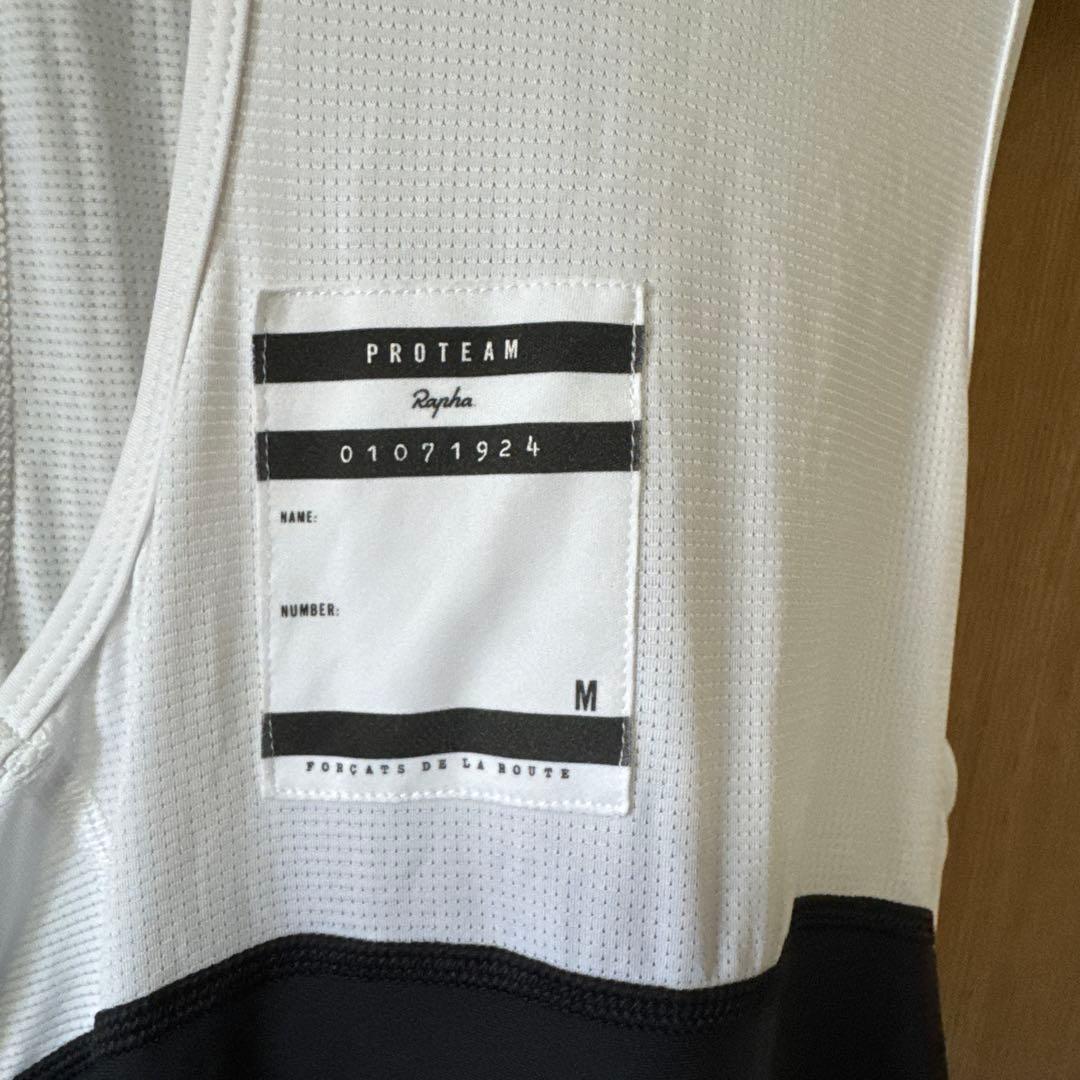 PROTEAM
Rapha
01071924
NAME:
NUMBER:
M
FORÇATS DE LA ROUTE